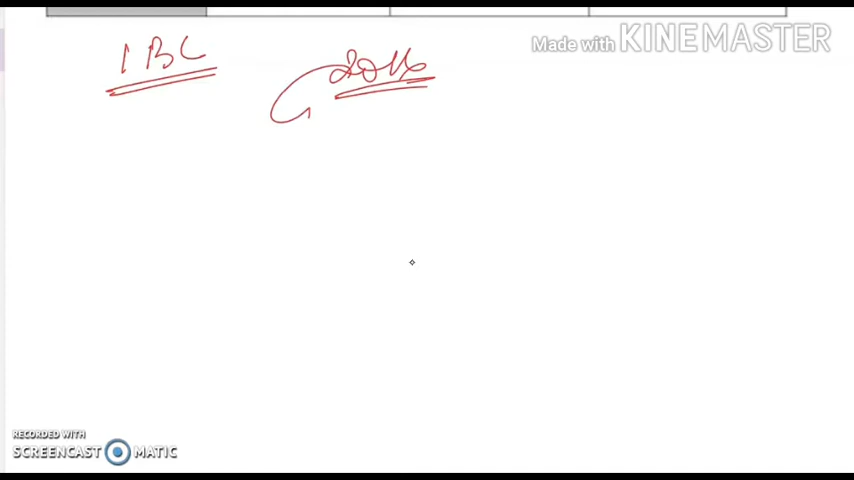 Made with KINEMASTER
IBC 2016
RECORDED WITH
SCREENCAST MATIC